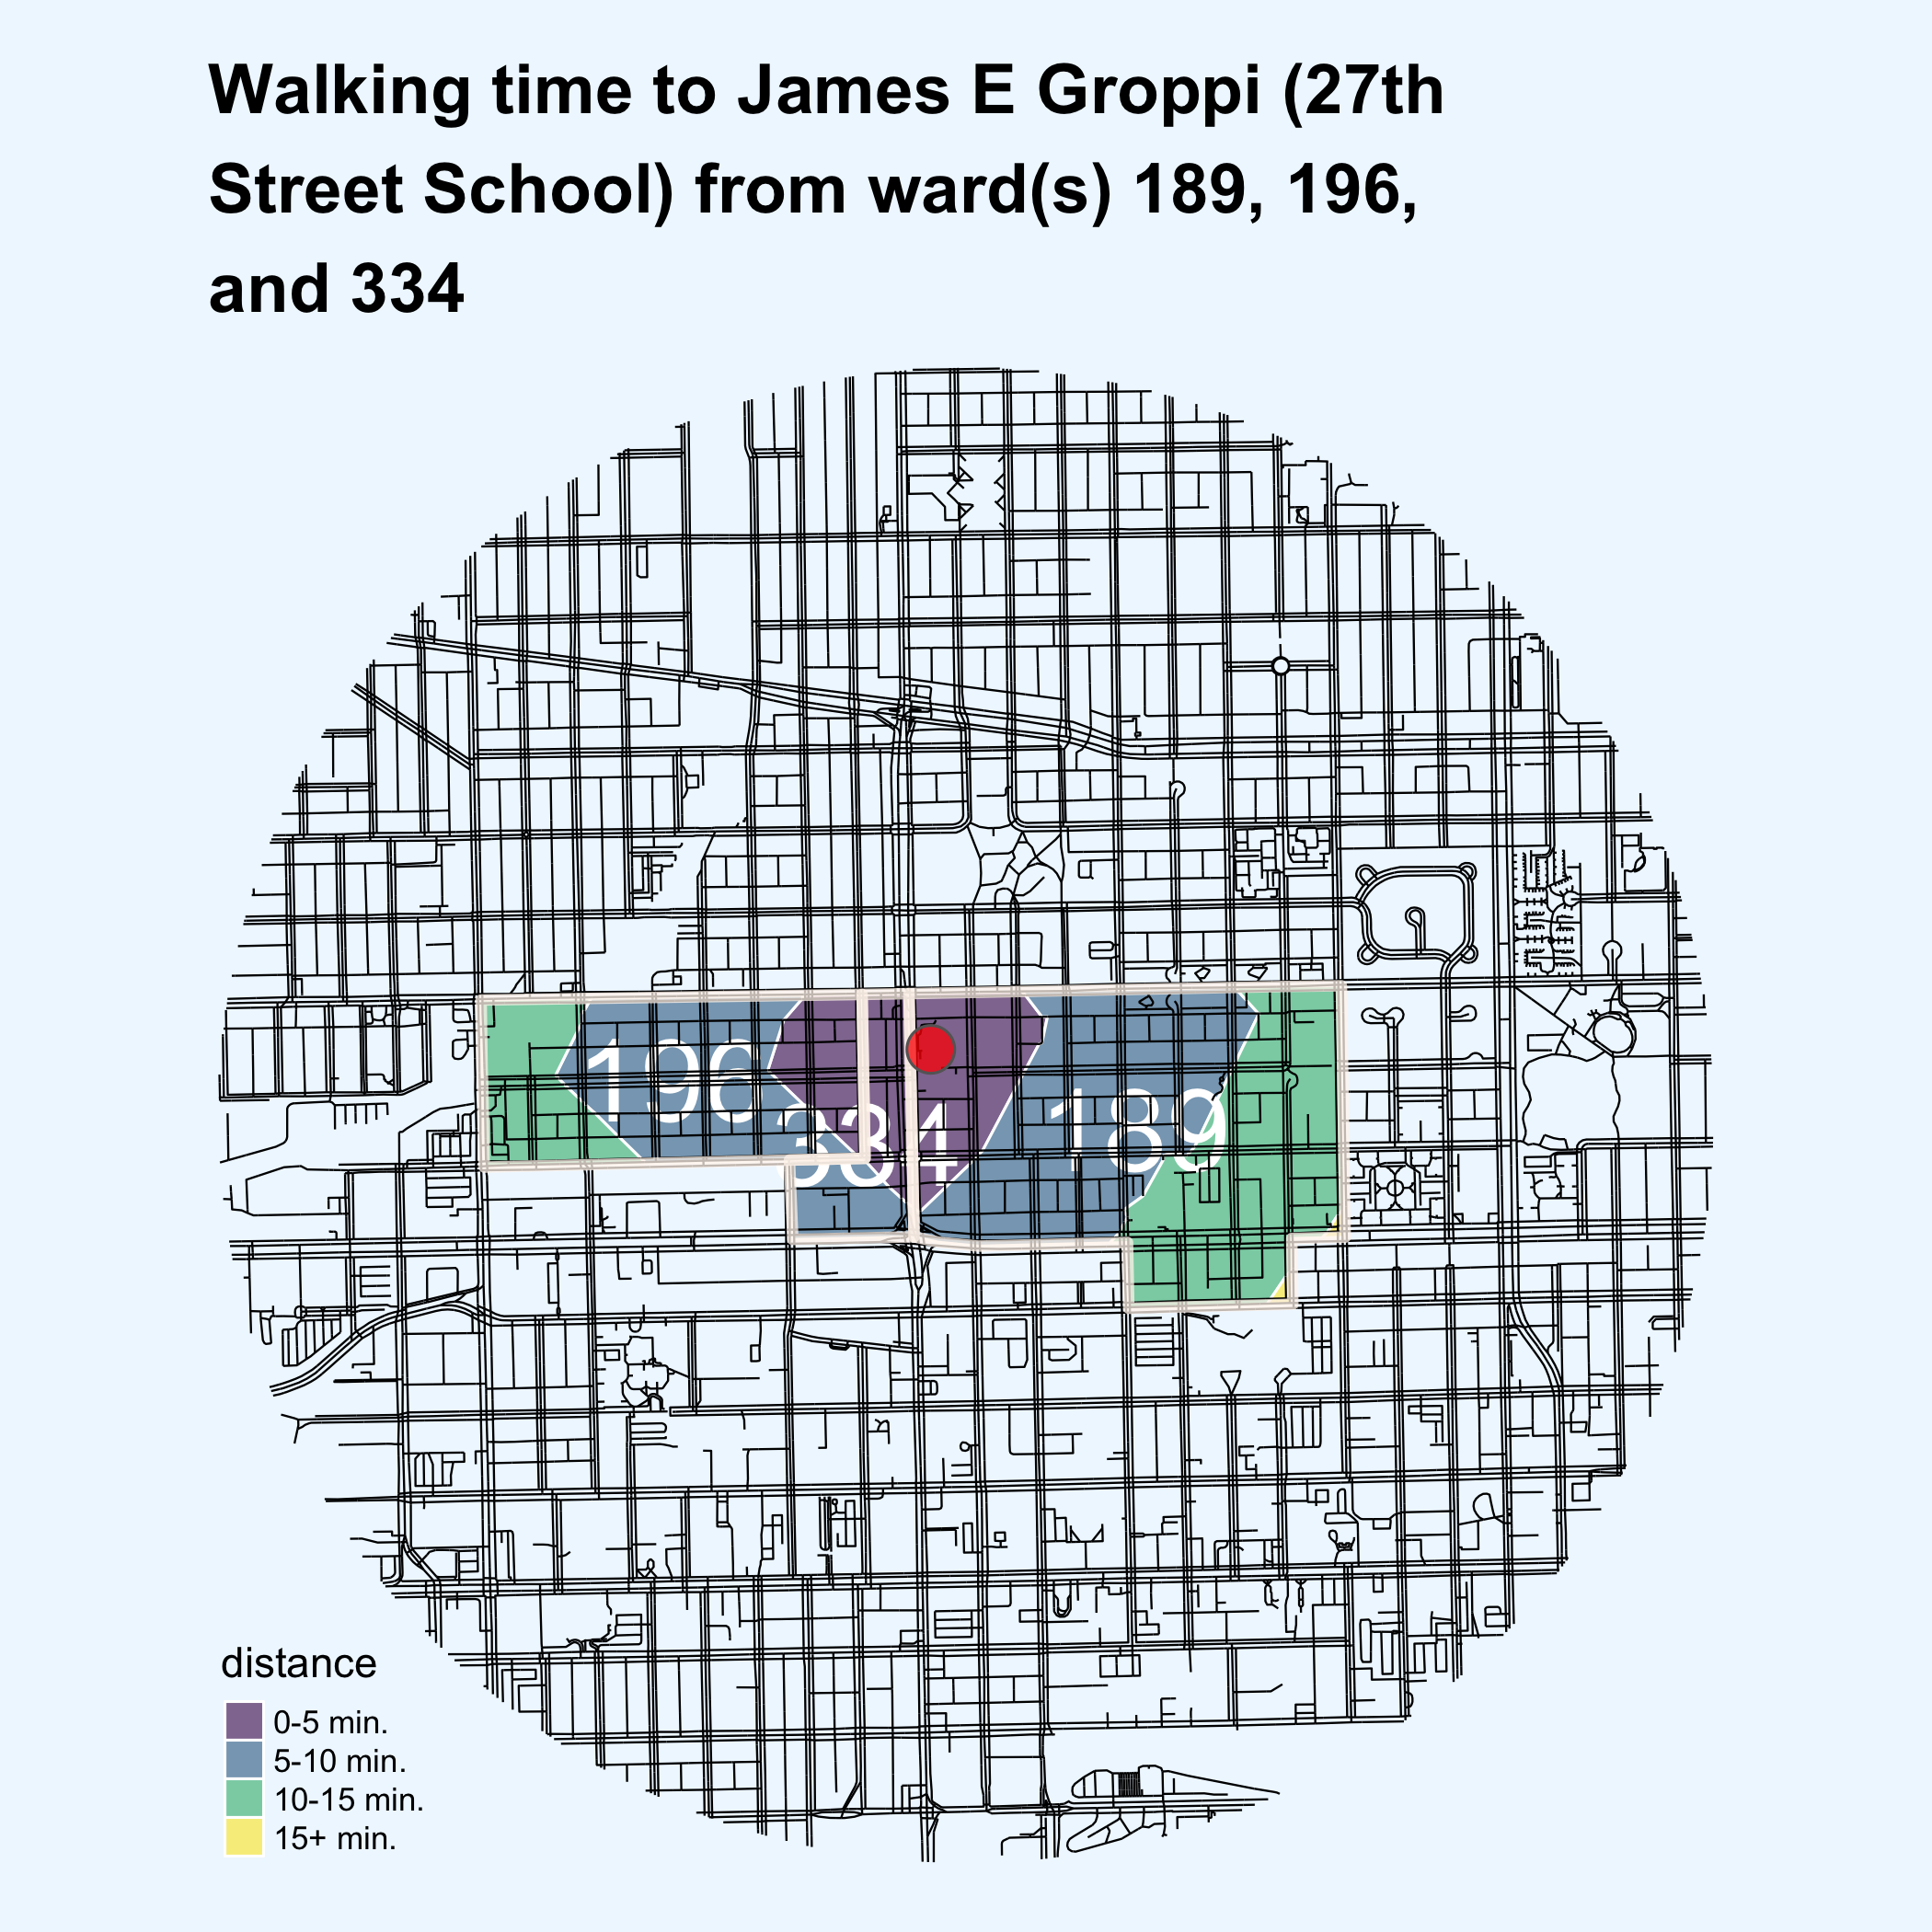 Walking time to James E Groppi (27th
Street School) from ward(s) 189, 196,
and 334
196
334
189
distance
0-5 min.
5-10 min.
10-15 min.
15+ min.